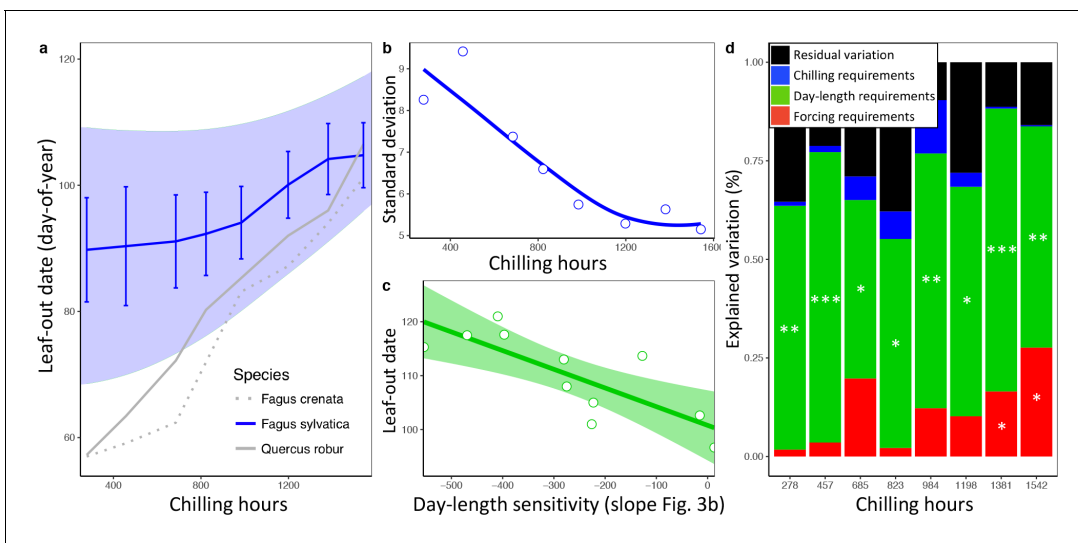 a
120
100
80
60
Leaf-out date (day-of-year)
Species
Fagus crenata
Fagus sylvatica
Quercus robur
400
800
1200
Chilling hours
b
9
8
7
6
5
Standard deviation
400
800
1200
1600
Chilling hours
c
120
110
100
Leaf-out date
−500
−400
−300
−200
−100
0
Day-length sensitivity (slope Fig. 3b)
d
Residual variation
Chilling requirements
Day-length requirements
Forcing requirements
1.00
0.75
0.50
0.25
0.00
Explained variation (%)
**
***
*
*
**
*
***
*
**
*
278
457
685
823
984
1198
1381
1542
Chilling hours